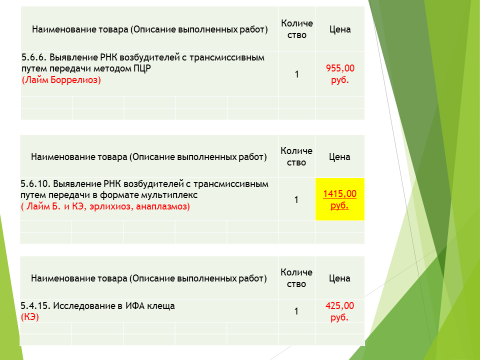 Наименование товара (Описание выполненных работ) Количе ство Цена
5.6.6. Выявление РНК возбудителей с трансмиссивным
путем передачи методом ПЦР
(Лайм Боррелиоз)
1
955,00
руб.
Наименование товара (Описание выполненных работ) Количе ство Цена
5.6.10. Выявление РНК возбудителей с трансмиссивным
путем передачи в формате мультиплекс
( Лайм Б. и КЭ, эрлихиоз, анаплазмоз)
1
1415,00
руб.
Наименование товара (Описание выполненных работ) Количе ство Цена
5.4.15. Исследование в ИФА клеща
(КЭ)
1
425,00
руб.